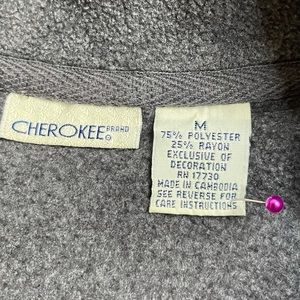 CHEROKEE BRAND
M
75% POLYESTER
25% RAYON
EXCLUSIVE OF
DECORATION
RN 17730
MADE IN CAMBODIA
SEE REVERSE FOR
CARE INSTRUCTIONS